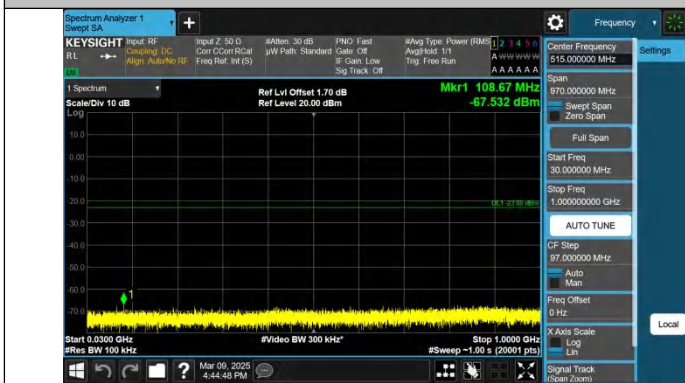 Spectrum Analyzer 1
Swept SA
Frequency
KEYSIGHT
RL
Input: RF
Coupling: DC
Align: Auto/No RF
Input Z: 50 Ω
Corr CCorr RCal
Freq Ref: Int (S)
#Atten: 30 dB
µW Path: Standard
PNO: Fast
Gate: Off
IF Gain: Low
Sig Track: Off
#Avg Type: Power (RMS)
Avg|Hold: 1/1
Trig: Free Run
1 2 3 4 5 6
A W W W W W
A A A A A A
1 Spectrum
Scale/Div 10 dB
Log
Ref Lvl Offset 1.70 dB
Ref Level 20.00 dBm
Mkr1 108.67 MHz
-67.532 dBm
10.0
0.00
-10.0
-20.0
-30.0
-40.0
-50.0
-60.0
-70.0
1
Start 0.0300 GHz
#Res BW 100 kHz
#Video BW 300 kHz*
Stop 1.0000 GHz
#Sweep ~1.00 s (20001 pts)
Mar 09, 2025
4:44:48 PM
Center Frequency
515.000000 MHz
Span
970.000000 MHz
Swept Span
Zero Span
Full Span
Start Freq
30.000000 MHz
Stop Freq
1.000000000 GHz
AUTO TUNE
CF Step
97.000000 MHz
Auto
Man
Freq Offset
0 Hz
X Axis Scale
Log
Lin
Signal Track
(Span Zoom)
Settings
Local